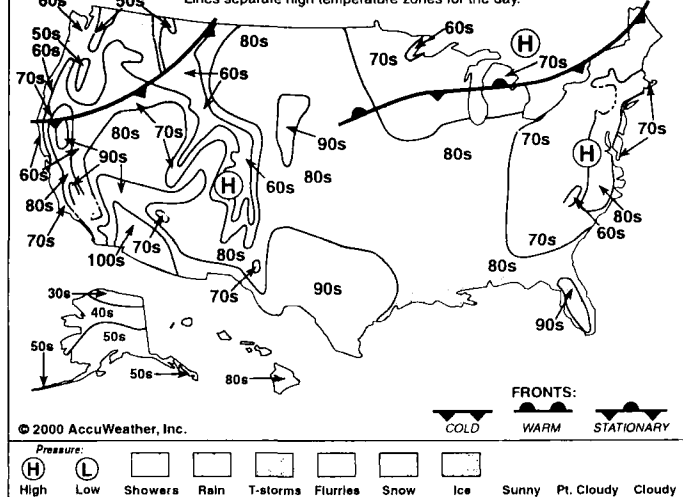 60s 50s Lines separate high temperature zones for the day.
50s
60s
70s
80s
60s
80s
70s
60s
H
70s
80s
70s
90s
60s
80s
70s
90s
H
60s
80s
80s
70s
H
70s
80s
60s
70s
100s
70s
80s
70s
90s
80s
70s
90s
30s
40s
50s
50s
50s
80s
FRONTS:
COLD WARM STATIONARY
© 2000 AccuWeather, Inc.
Pressure:
H L
High Low Showers Rain T-storms Flurries Snow Ice Sunny Pt. Cloudy Cloudy